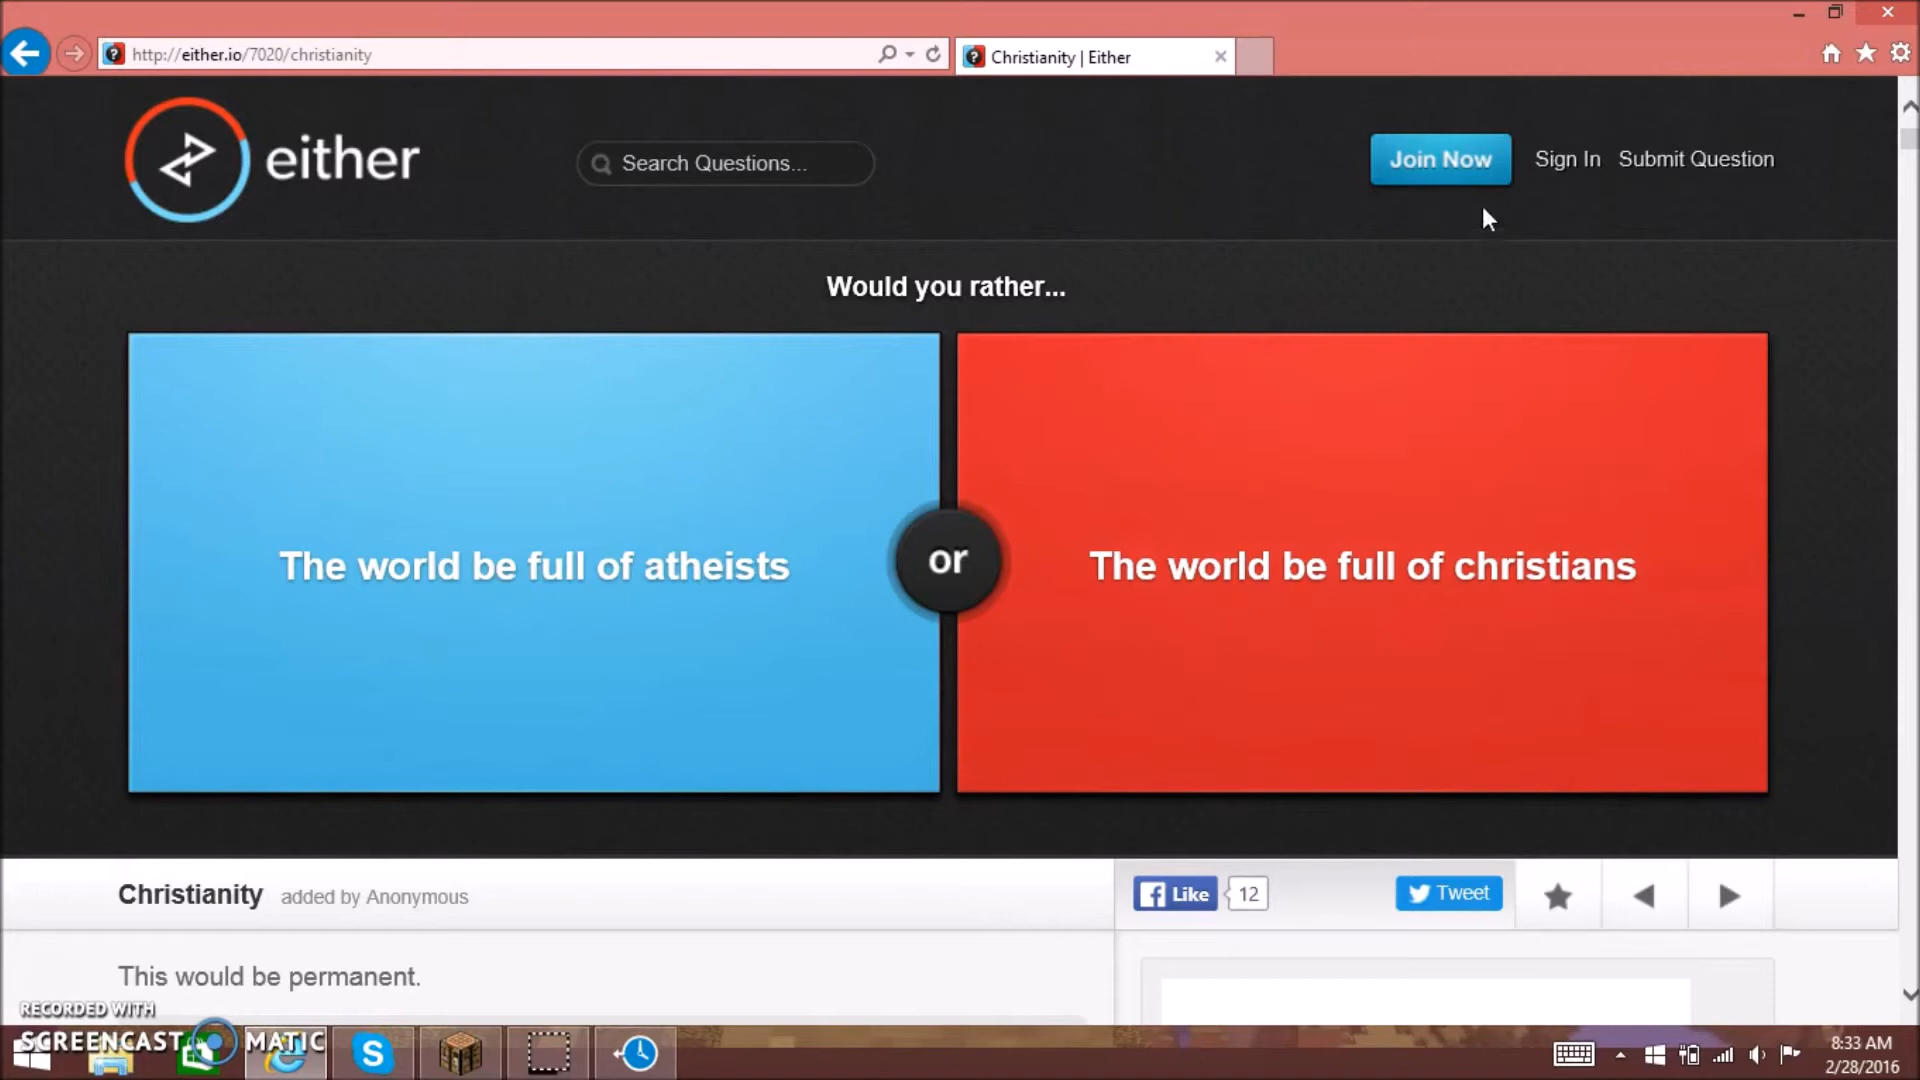 http://either.io/7020/christianity
Christianity | Either
either
Search Questions...
Join Now
Sign In
Submit Question
Would you rather...
The world be full of atheists
or
The world be full of christians
Christianity
added by Anonymous
Like
12
Tweet
This would be permanent.
RECORDED WITH
SCREENCAST MATIC
8:33 AM
2/28/2016